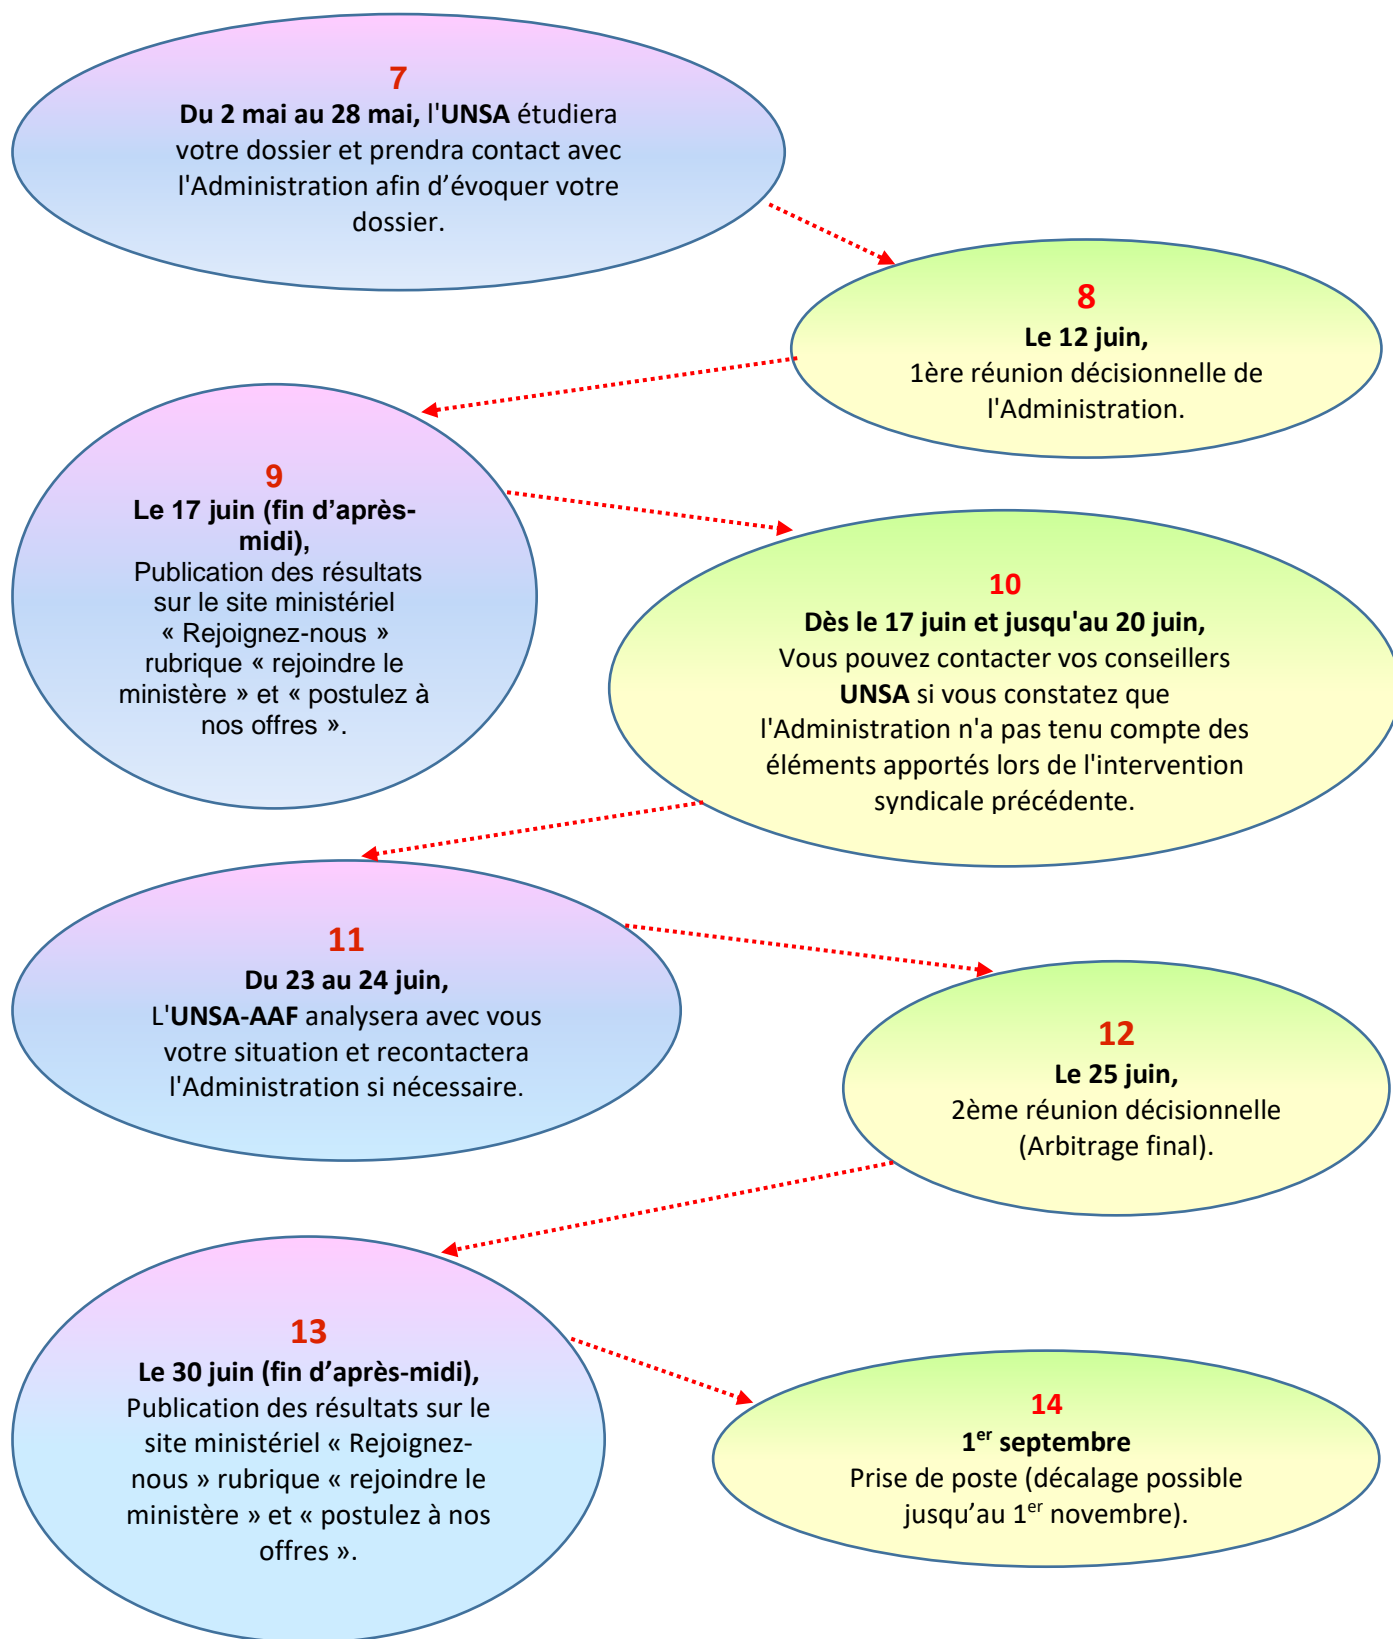 7
Du 2 mai au 28 mai, l'UNSA étudiera
votre dossier et prendra contact avec
l'Administration afin d’évoquer votre
dossier.
8
Le 12 juin,
1ère réunion décisionnelle de
l'Administration.
9
Le 17 juin (fin d’après-
midi),
Publication des résultats
sur le site ministériel
« Rejoignez-nous »
rubrique « rejoindre le
ministère » et « postulez à
nos offres ».
10
Dès le 17 juin et jusqu'au 20 juin,
Vous pouvez contacter vos conseillers
UNSA si vous constatez que
l'Administration n'a pas tenu compte des
éléments apportés lors de l'intervention
syndicale précédente.
11
Du 23 au 24 juin,
L'UNSA-AAF analysera avec vous
votre situation et recontactera
l'Administration si nécessaire.
12
Le 25 juin,
2ème réunion décisionnelle
(Arbitrage final).
13
Le 30 juin (fin d’après-midi),
Publication des résultats sur le
site ministériel « Rejoignez-
nous » rubrique « rejoindre le
ministère » et « postulez à nos
offres ».
14
1er septembre
Prise de poste (décalage possible
jusqu’au 1er novembre).